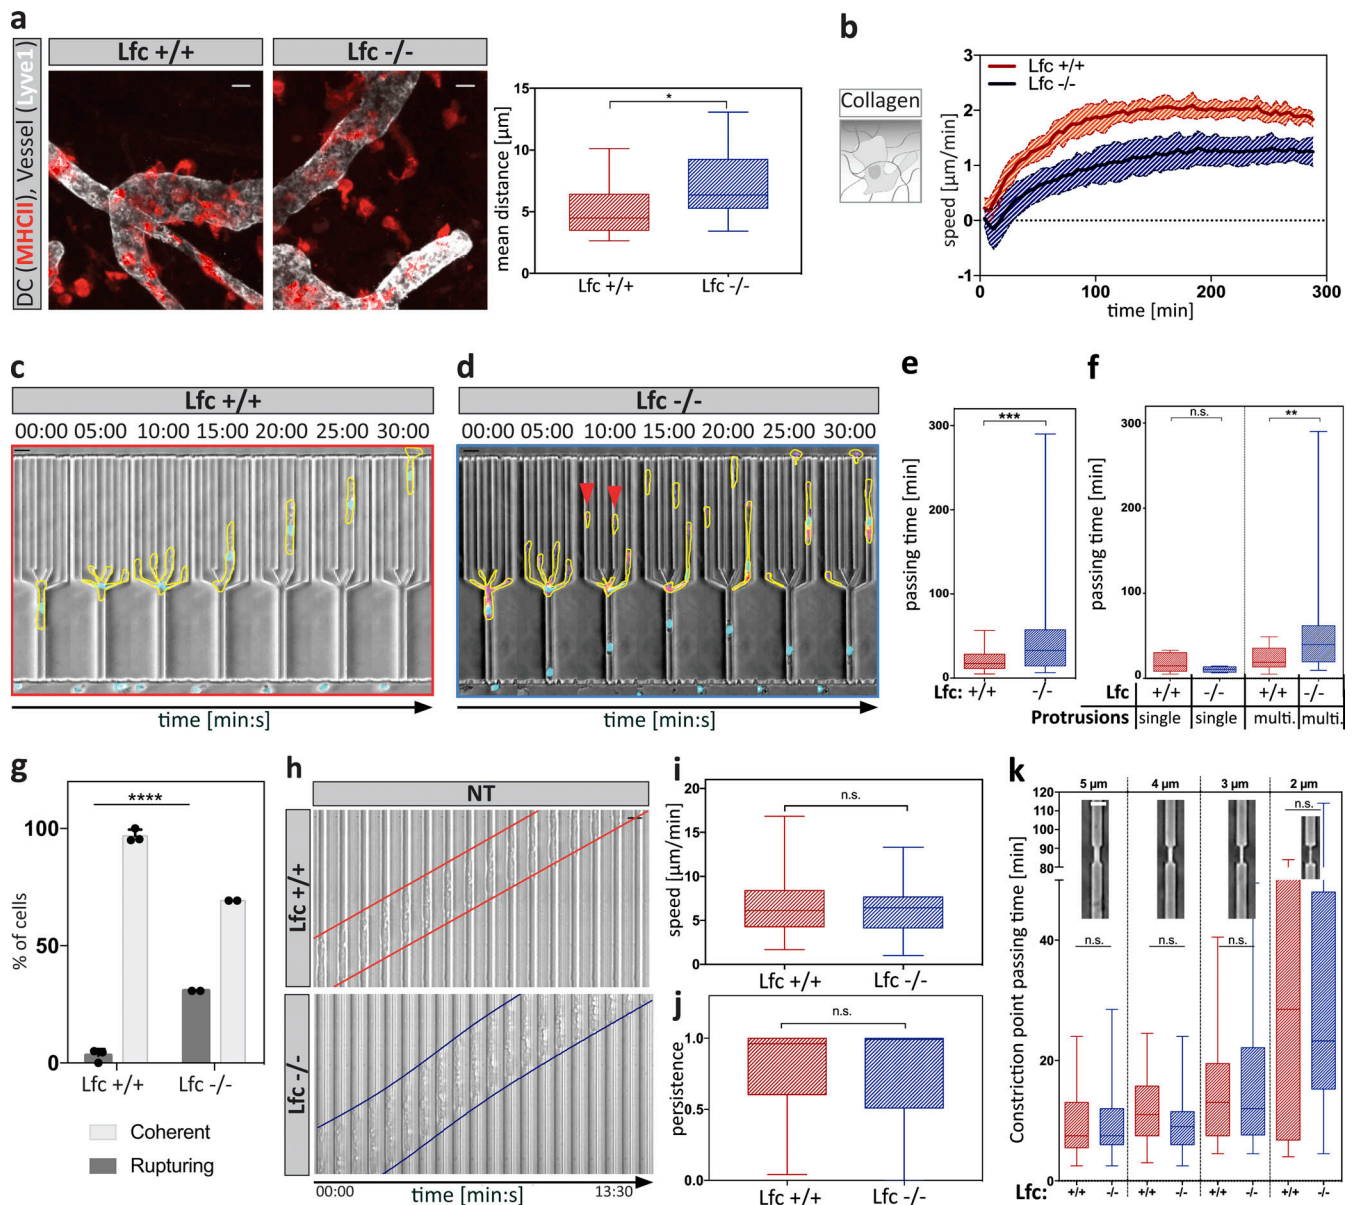 a
DC (MHCII), Vessel (Lyve1)
Lfc +/+
Lfc -/-
mean distance [µm]
15
10
5
0
*
Lfc +/+
Lfc -/-
Collagen
b
speed [µm/min]
3
2
1
0
-1
Lfc +/+
Lfc -/-
0
100
200
300
time [min]
c
Lfc +/+
00:00 05:00 10:00 15:00 20:00 25:00 30:00
time [min:s]
d
Lfc -/-
00:00 05:00 10:00 15:00 20:00 25:00 30:00
time [min:s]
e
passing time [min]
300
200
100
0
***
Lfc: +/+ -/-
f
passing time [min]
300
200
100
0
n.s.
**
Lfc +/+ -/- +/+ -/-
Protrusions single single multi. multi.
g
% of cells
100
50
0
****
Lfc +/+
Lfc -/-
Coherent
Rupturing
h
NT
Lfc +/+
Lfc -/-
00:00
time [min:s]
13:30
i
speed [µm/min]
20
15
10
5
0
n.s.
Lfc +/+
Lfc -/-
j
persistence
1.0
0.5
0.0
n.s.
Lfc +/+
Lfc -/-
k
5 µm
4 µm
3 µm
2 µm
Constriction point passing time [min]
120
110
100
90
80
40
20
0
n.s.
n.s.
n.s.
n.s.
Lfc: +/+ -/- +/+ -/- +/+ -/- +/+ -/-